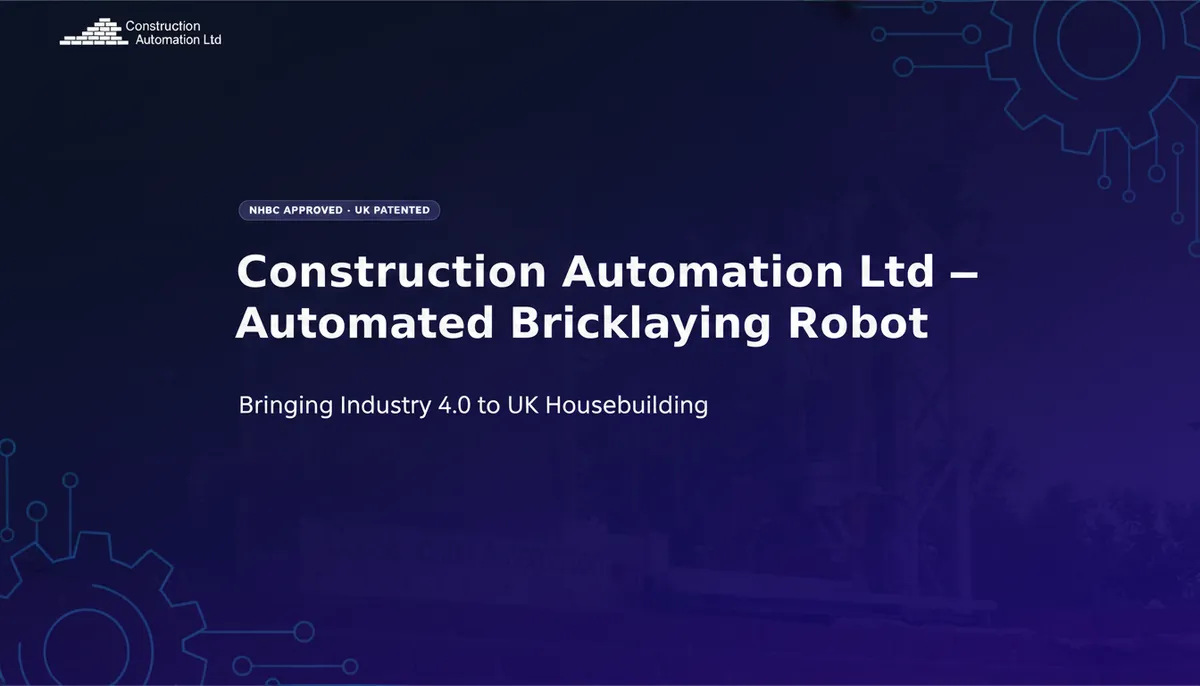 Construction
Automation Ltd
NHBC APPROVED · UK PATENTED
Construction Automation Ltd –
Automated Bricklaying Robot
Bringing Industry 4.0 to UK Housebuilding